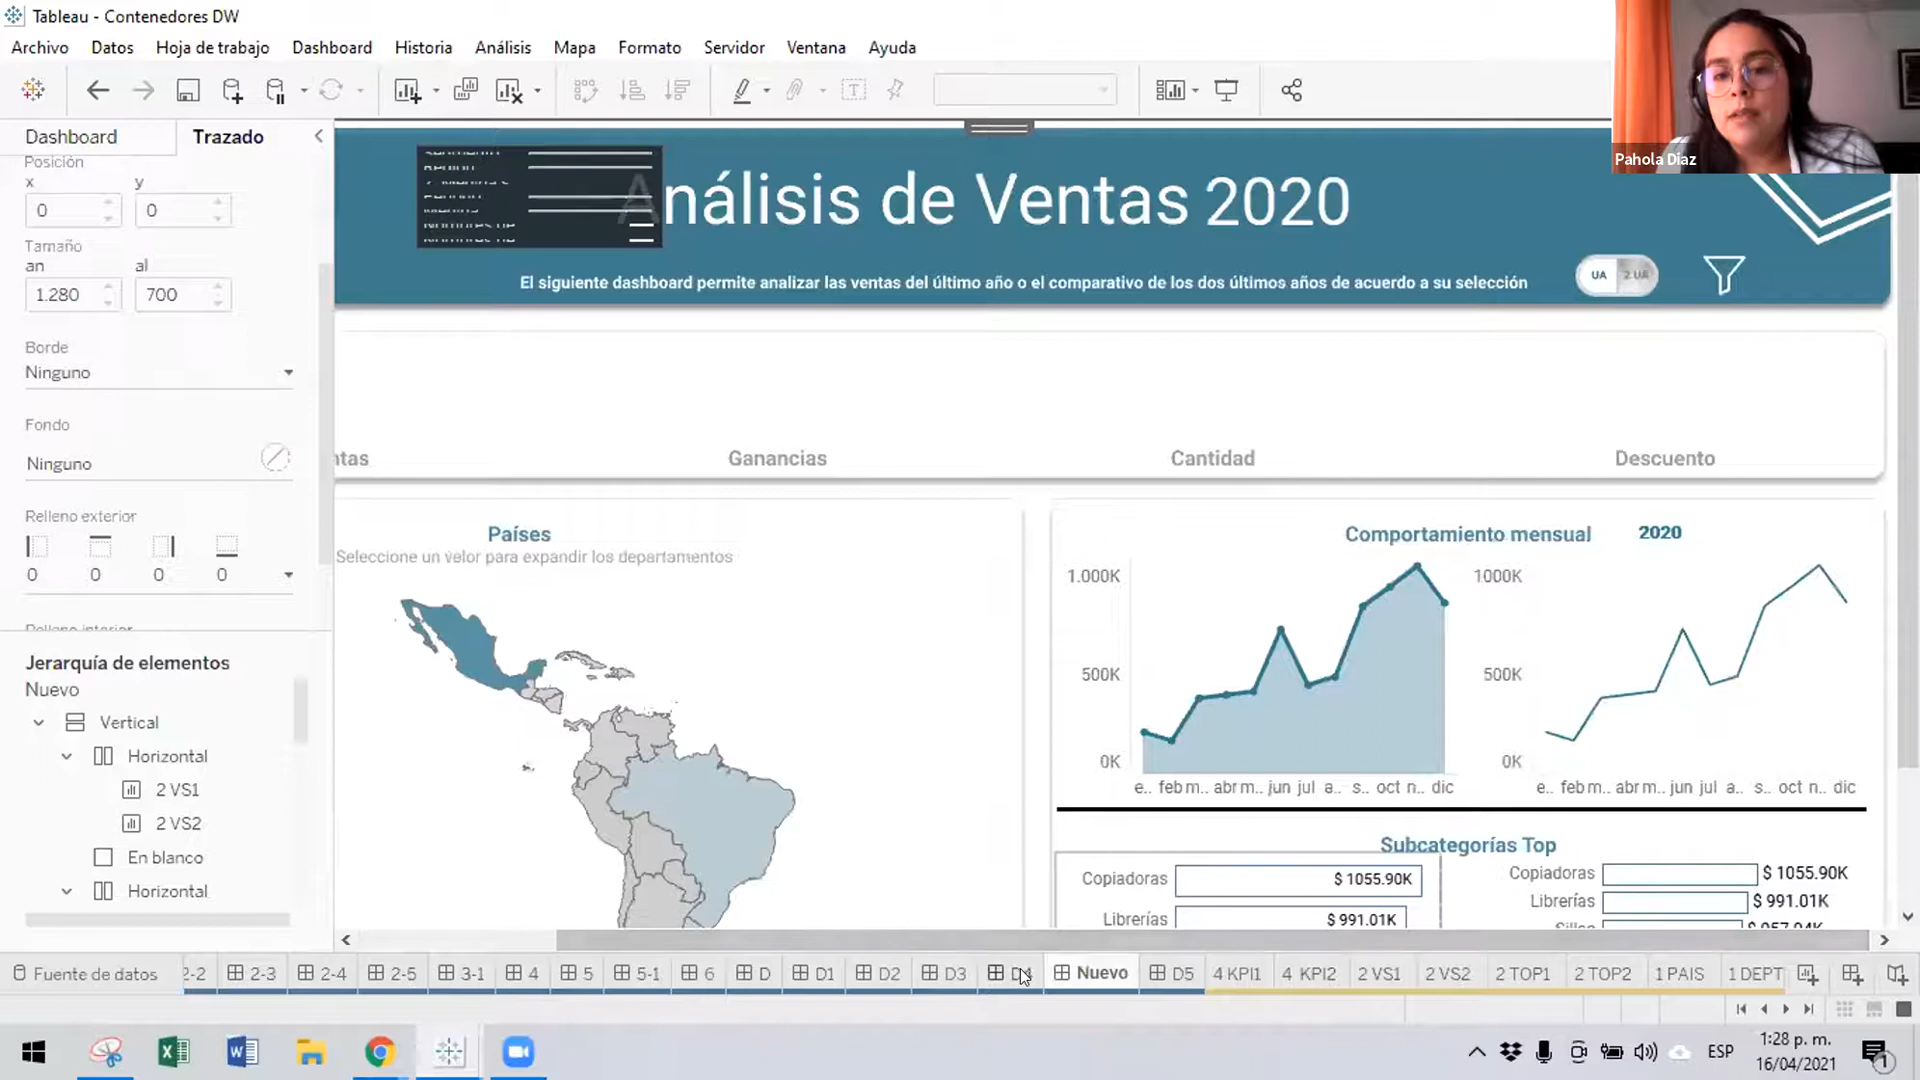 Tableau - Contenedores DW
Archivo Datos Hoja de trabajo Dashboard Historia Análisis Mapa Formato Servidor Ventana Ayuda
Pahola Diaz
Dashboard Trazado
Posición
x y
0 0
Tamaño
an al
1.280 700
Borde
Ninguno
Fondo
Ninguno
Relleno exterior
0 0 0 0
Jerarquía de elementos
Nuevo
Vertical
Horizontal
2 VS1
2 VS2
En blanco
Horizontal
Análisis de Ventas 2020
El siguiente dashboard permite analizar las ventas del último año o el comparativo de los dos últimos años de acuerdo a su selección
UA 2 UA
ntas Ganancias Cantidad Descuento
Países
Seleccione un valor para expandir los departamentos
Comportamiento mensual 2020
1.000K
500K
0K
e.. feb m.. abr m.. jun jul a.. s.. oct n.. dic
1000K
500K
0K
e.. feb m.. abr m.. jun jul a.. s.. oct n.. dic
Subcategorías Top
Copiadoras $ 1055.90K
Librerías $ 991.01K
Copiadoras $ 1055.90K
Librerías $ 991.01K
Fuente de datos 2-2 2-3 2-4 2-5 3-1 4 5 5-1 6 D D1 D2 D3 Nuevo D5 4 KPI1 4 KPI2 2 VS1 2 VS2 2 TOP1 2 TOP2 1 PAIS 1 DEPT
ESP
1:28 p. m.
16/04/2021
1